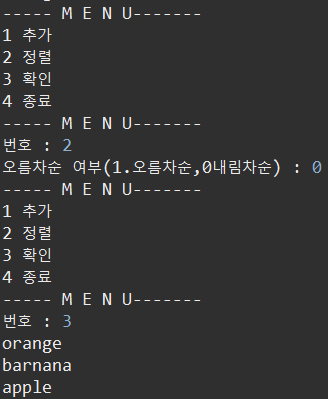 ----- M E N U-------
1 추가
2 정렬
3 확인
4 종료
----- M E N U-------
번호 : 2
오름차순 여부(1.오름차순,0내림차순) : 0
----- M E N U-------
1 추가
2 정렬
3 확인
4 종료
----- M E N U-------
번호 : 3
orange
barnana
apple